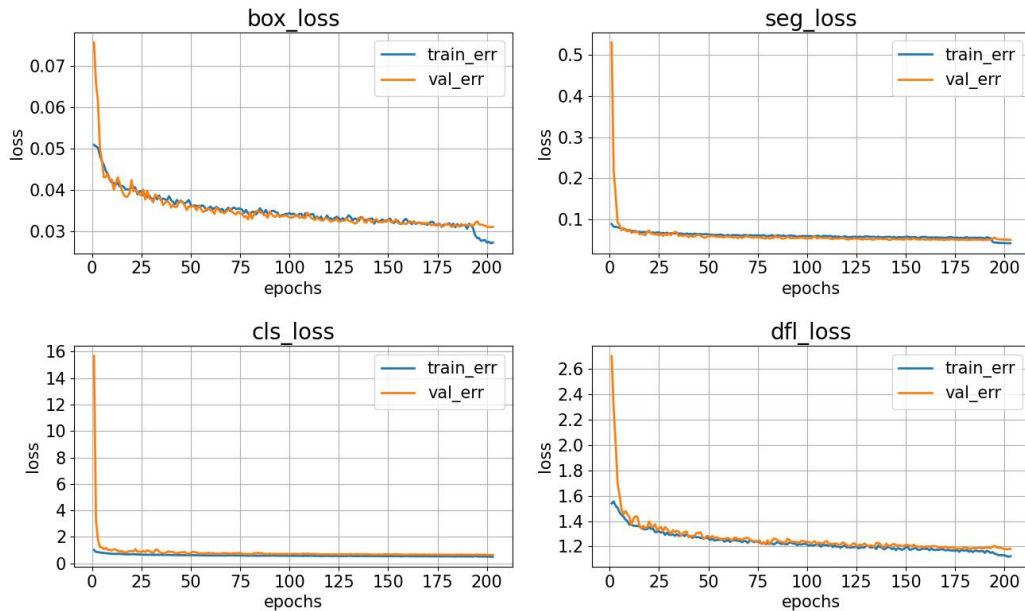 box_loss
0.07
0.06
0.05
0.04
0.03
loss
train_err
val_err
0 25 50 75 100 125 150 175 200
epochs
seg_loss
0.5
0.4
0.3
0.2
0.1
loss
train_err
val_err
0 25 50 75 100 125 150 175 200
epochs
cls_loss
16
14
12
10
8
6
4
2
0
loss
train_err
val_err
0 25 50 75 100 125 150 175 200
epochs
dfl_loss
2.6
2.4
2.2
2.0
1.8
1.6
1.4
1.2
loss
train_err
val_err
0 25 50 75 100 125 150 175 200
epochs